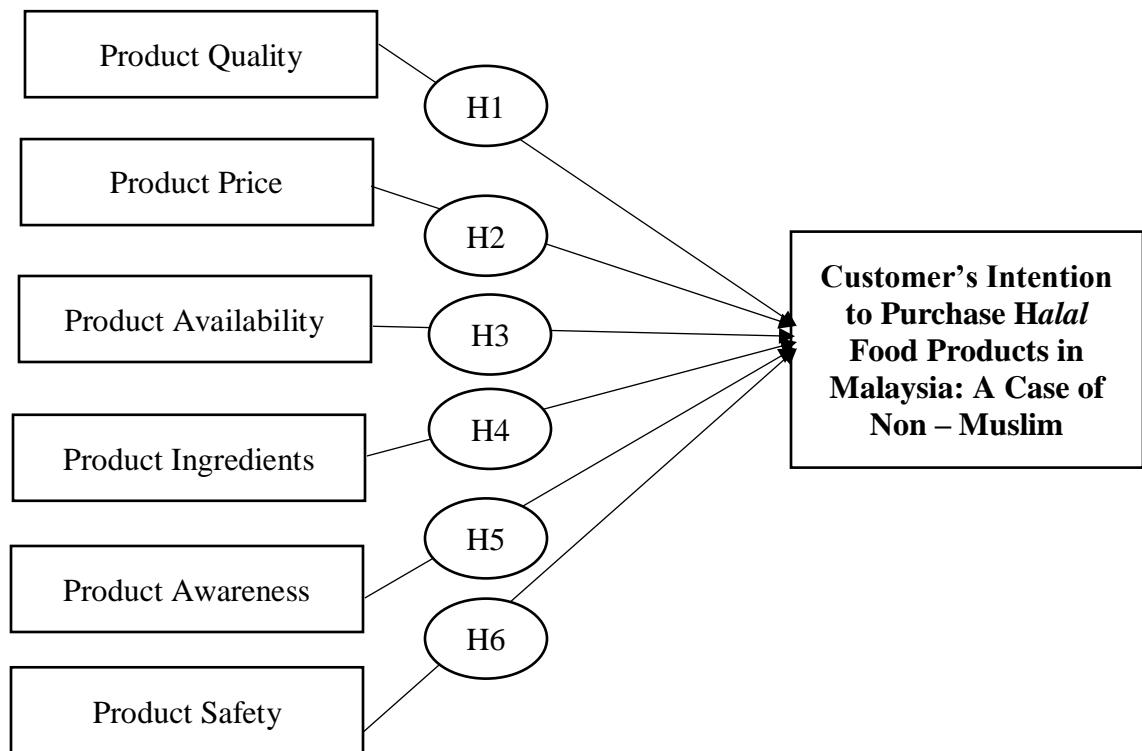 Product Quality
H1
Product Price
H2
Product Availability
H3
Product Ingredients
H4
Product Awareness
H5
Product Safety
H6
Customer’s Intention
to Purchase Halal
Food Products in
Malaysia: A Case of
Non – Muslim